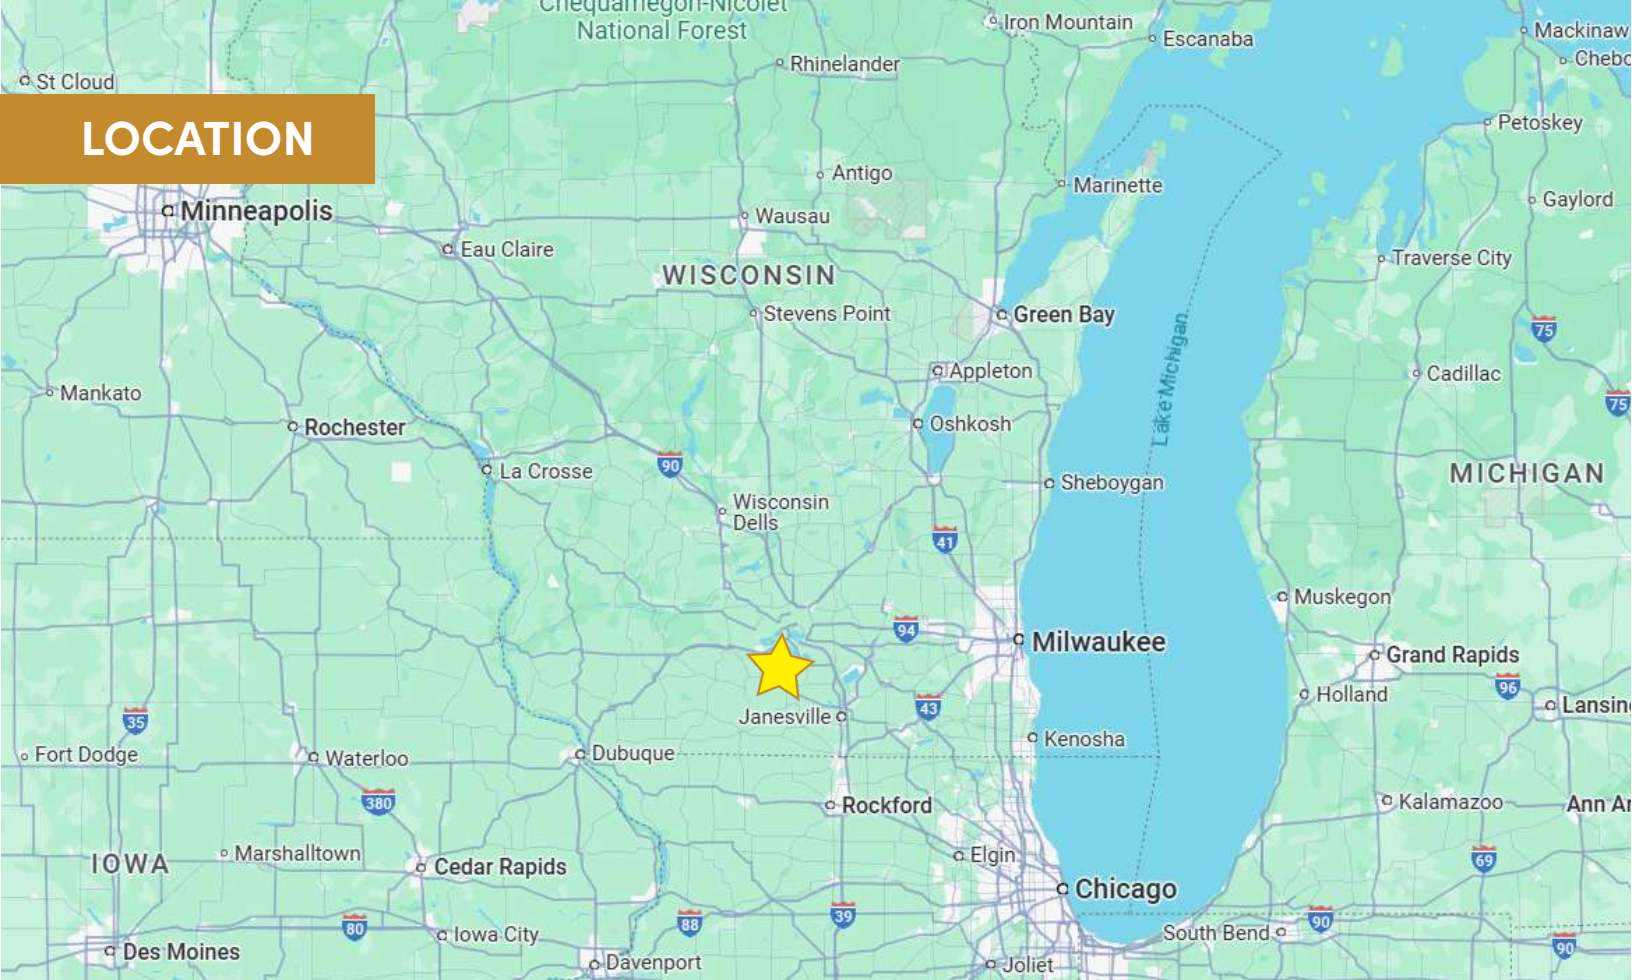 Chequamegon-Nicolet
National Forest
Iron Mountain
Escanaba
Mackinaw
Chebo
Rhinelander
St Cloud
LOCATION
Petoskey
Antigo
Marinette
Gaylord
Minneapolis
Wausau
Eau Claire
Traverse City
WISCONSIN
Stevens Point
Green Bay
75
Lake Michigan
Appleton
Cadillac
Mankato
75
Rochester
Oshkosh
90
La Crosse
Sheboygan
MICHIGAN
Wisconsin
Dells
41
Muskegon
94
Milwaukee
Grand Rapids
96
Holland
Lansing
43
Janesville
35
Kenosha
Fort Dodge
Waterloo
Dubuque
380
Rockford
Kalamazoo
Ann Ar
Marshalltown
Elgin
69
IOWA
Cedar Rapids
Chicago
39
90
88
80
Iowa City
South Bend
90
Des Moines
Davenport
Joliet